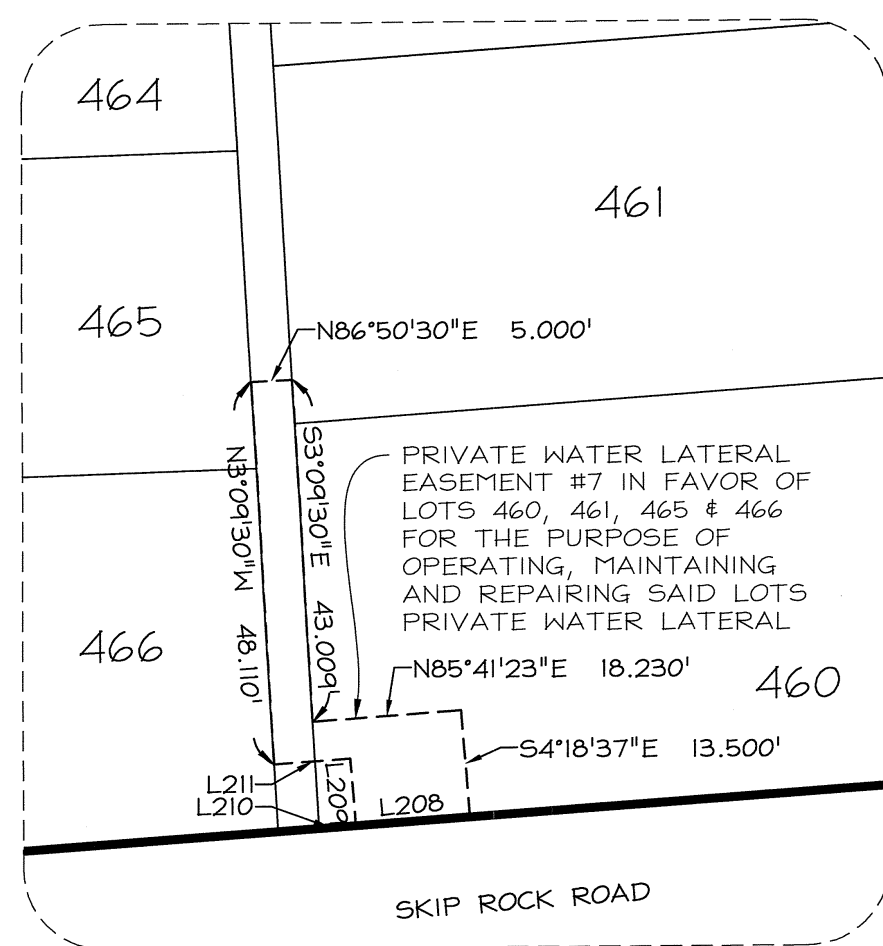 464
461
465
N86°50'30"E 5.000'
N3°09'30"W 48.110'
S3°09'30"E 43.009'
PRIVATE WATER LATERAL
EASEMENT #7 IN FAVOR OF
LOTS 460, 461, 465 & 466
FOR THE PURPOSE OF
OPERATING, MAINTAINING
AND REPAIRING SAID LOTS
PRIVATE WATER LATERAL
466
N85°41'23"E 18.230'
460
S4°18'37"E 13.500'
L211
L210
L209
L208
SKIP ROCK ROAD